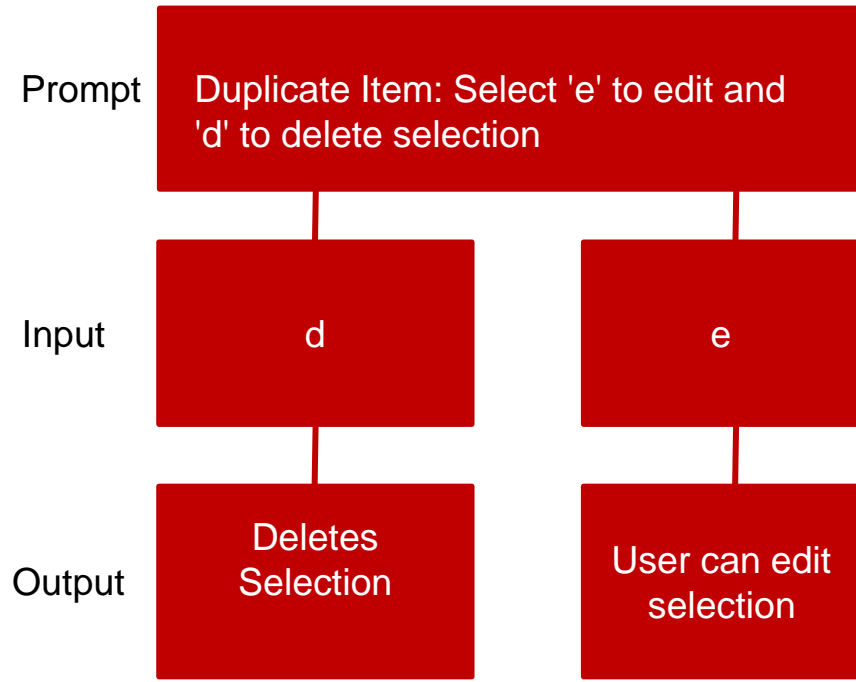 Prompt
Duplicate Item: Select 'e' to edit and
'd' to delete selection
Input
d
e
Output
Deletes
Selection
User can edit
selection